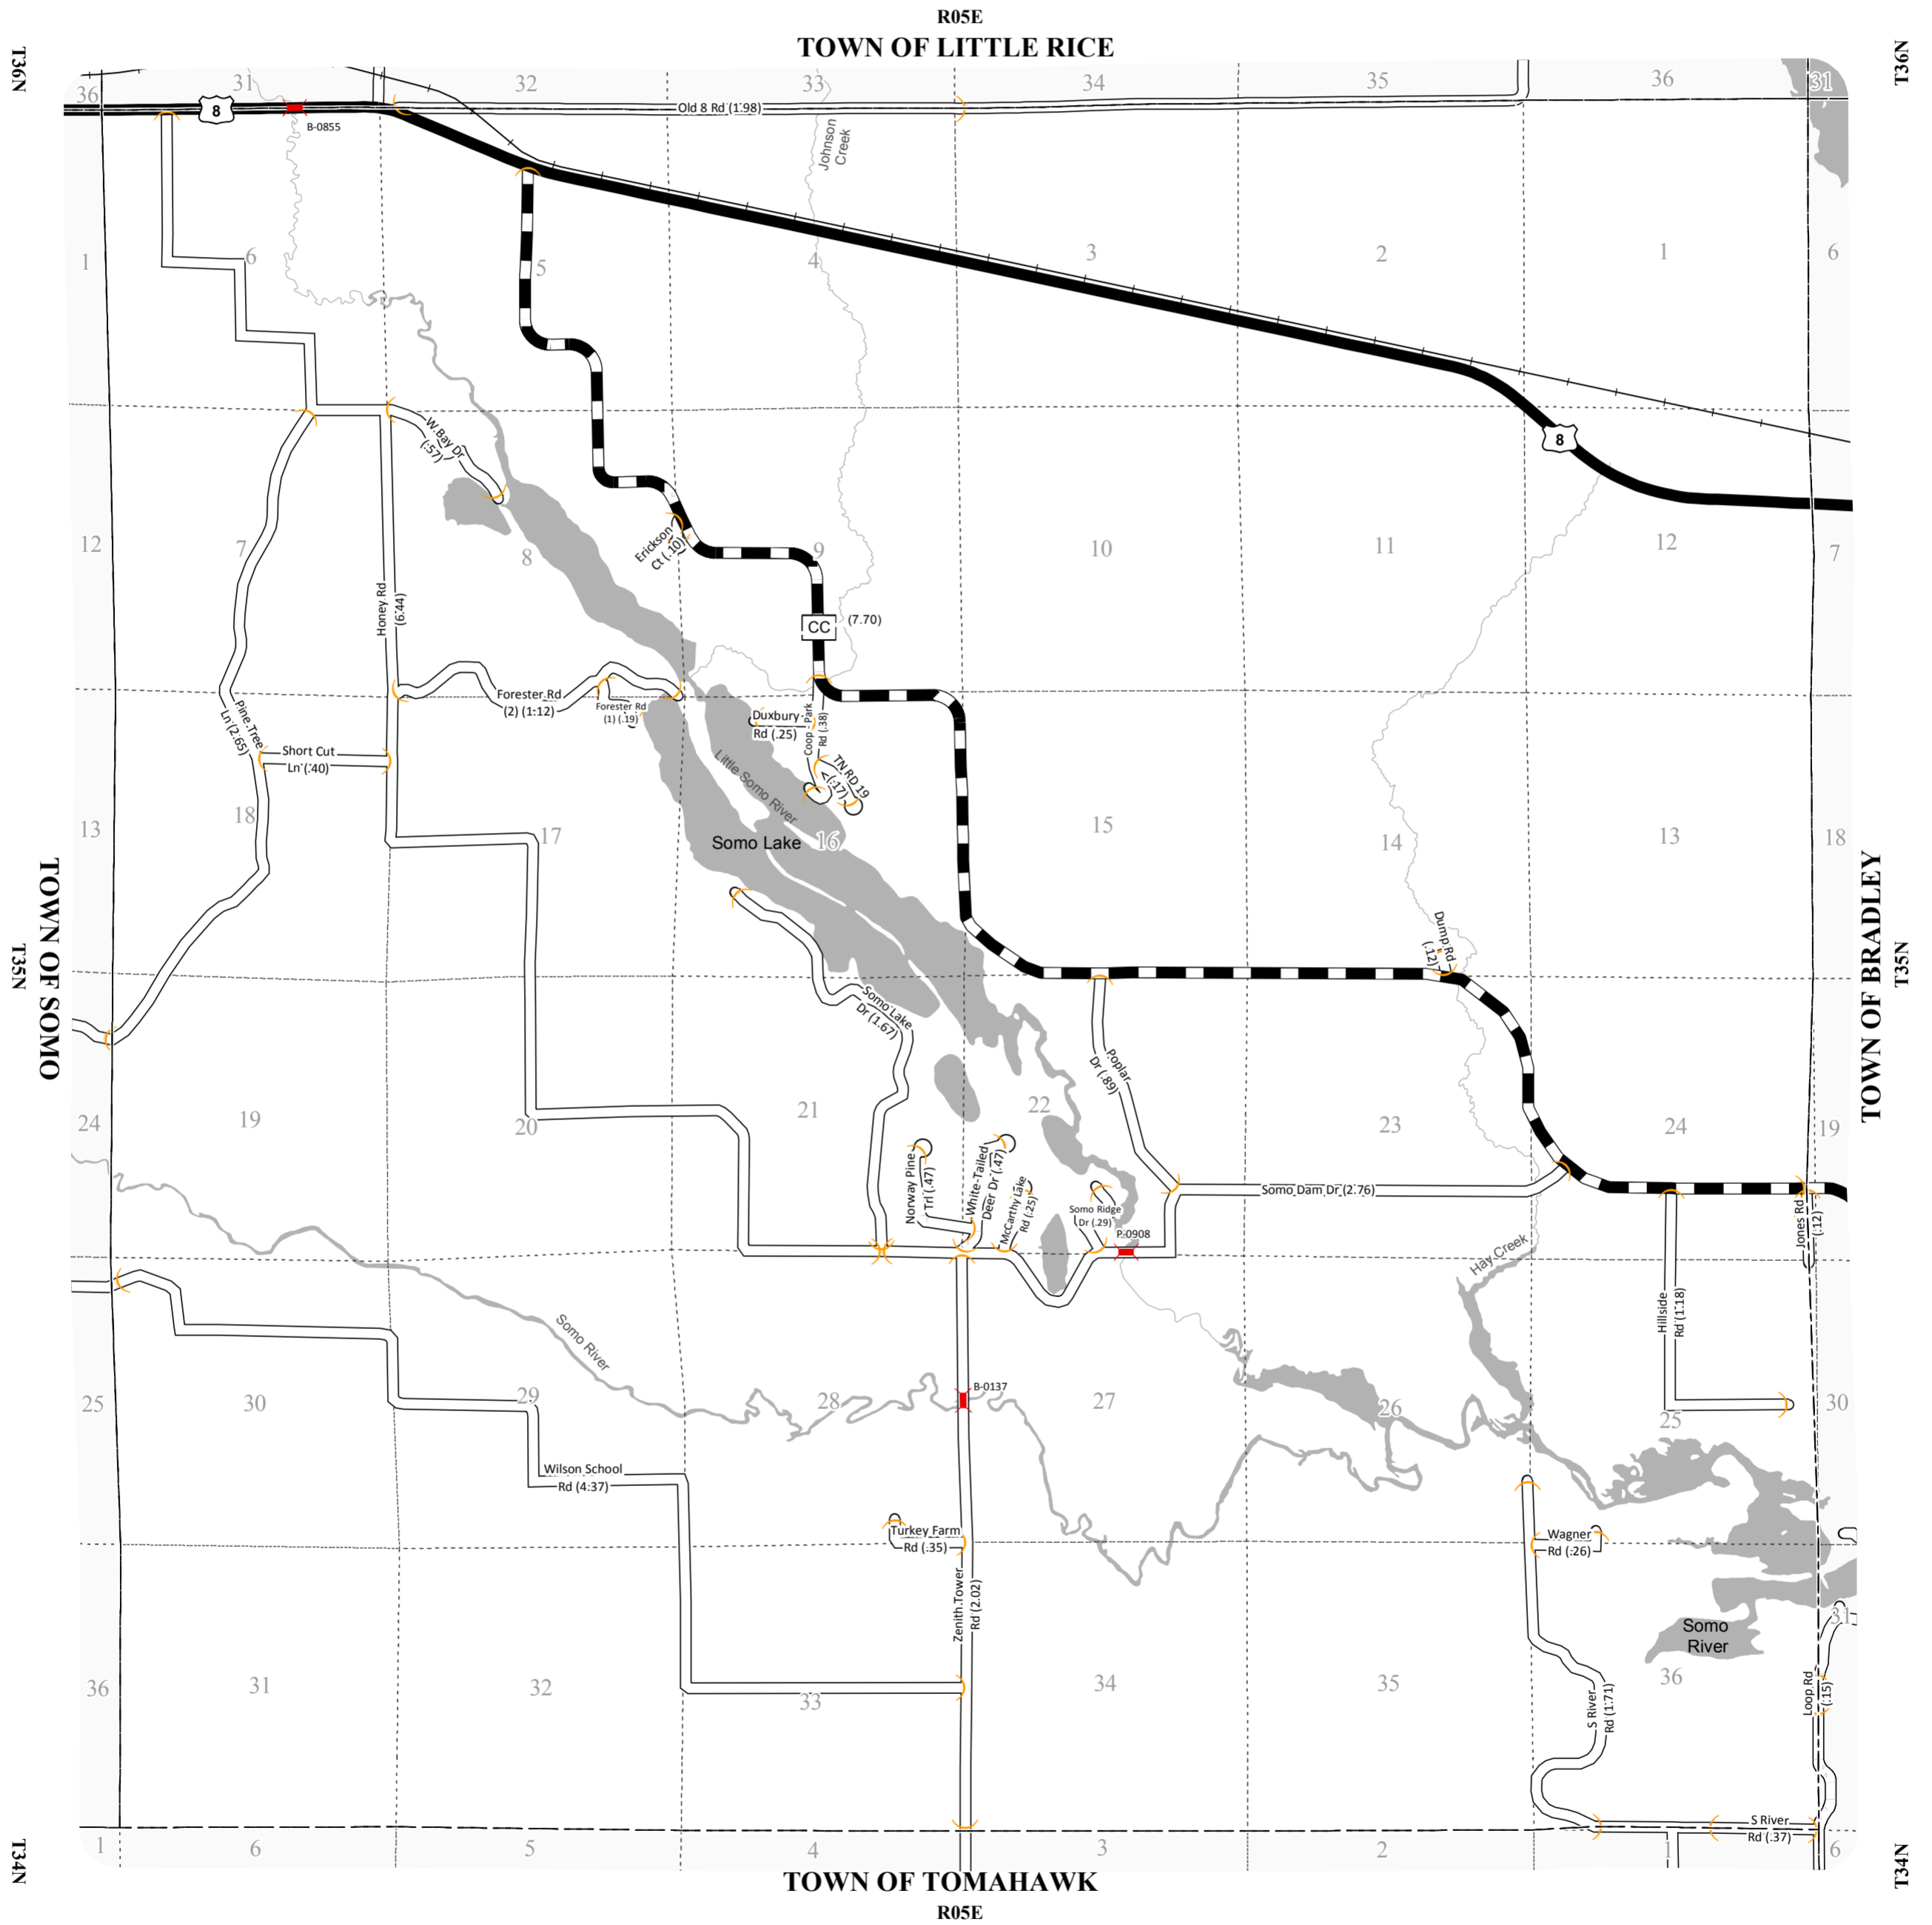 R05E
TOWN OF LITTLE RICE
T36N
T36N
36
31
32
33
34
35
36
31
8
Old 8 Rd (1.98)
B-0855
Johnson
Creek
1
6
5
4
3
2
1
6
8
W Bay Dr
(.57)
12
7
8
Erickson
Ct (.10)
9
10
11
12
7
Honey Rd
(6.44)
CC
(7.70)
Forester Rd
(2) (1.12)
Forester Rd
(1) (.19)
Duxbury
Rd (.25)
Coop Park
Rd (.38)
TN RD 19
(.17)
Pine Tree
Ln (2.65)
Short Cut
Ln (.40)
Little Somo River
Somo Lake
13
18
17
16
15
14
13
18
TOWN OF SOMO
T35N
TOWN OF BRADLEY
T35N
Dump Rd
(.12)
Somo Lake
Dr (1.67)
Poplar
Dr (.89)
24
19
20
21
22
23
24
19
Norway Pine
Trl (.47)
White-Tailed
Deer Dr (.47)
McCarthy Lake
Rd (.25)
Somo Ridge
Dr (.29)
P-0908
Somo Dam Dr (2.76)
Jones Rd
(.12)
Hay Creek
Hillside
Rd (1.18)
Somo River
B-0137
25
30
29
28
27
26
25
30
Wilson School
Rd (4.37)
Turkey Farm
Rd (.35)
Wagner
Rd (.26)
Zenith Tower
Rd (2.02)
Somo
River
31
36
31
32
33
34
35
36
S River
Rd (1.71)
Loop Rd
(.15)
S River
Rd (.37)
1
6
5
4
3
2
1
6
T34N
T34N
TOWN OF TOMAHAWK
R05E